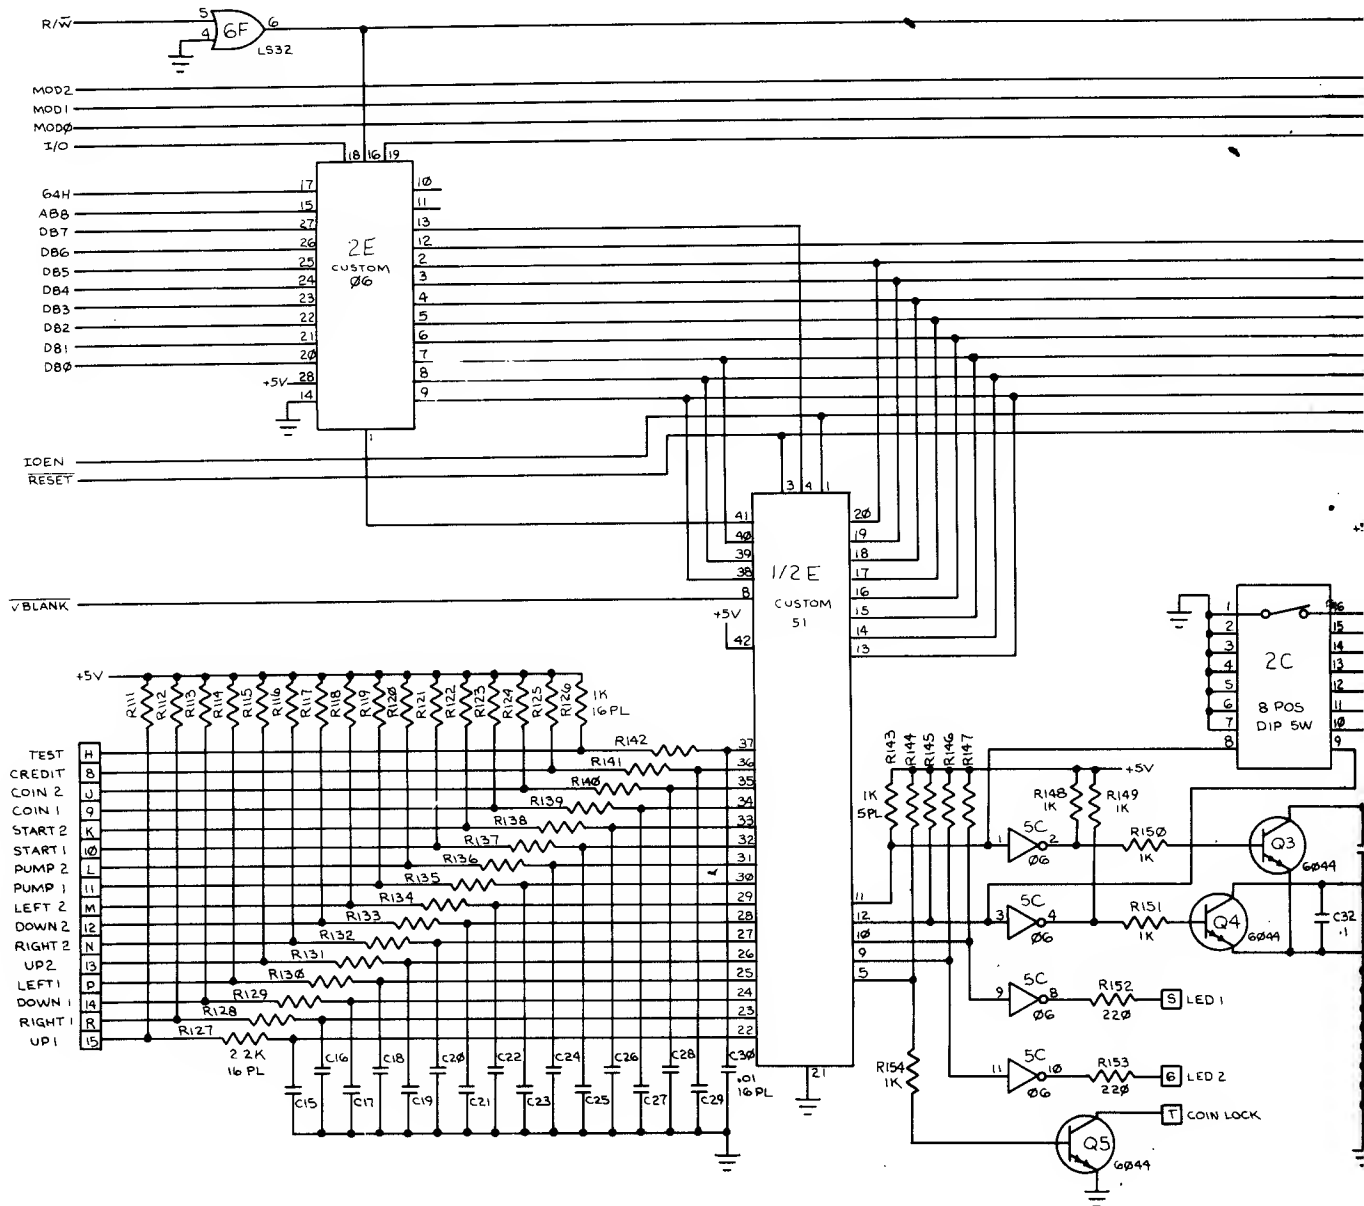 R/W̅
5
4
6F
6
LS32
MOD2
MOD1
MODØ
I/O
18 16 19
64H
AB8
DB7
DB6
DB5
DB4
DB3
DB2
DB1
DBØ
17
15
27
26
25
24
23
22
21
2Ø
+5V
28
14
2E
CUSTOM
Ø6
1Ø
11
13
12
2
3
4
5
6
7
8
9
1
IOEN
R̅E̅S̅E̅T̅
V̅B̅L̅A̅N̅K̅
3 4 1
41
4Ø
39
38
8
+5V
42
1/2E
CUSTOM
51
2Ø
19
18
17
16
15
14
13
1
2
3
4
5
6
7
8
2C
8 POS
DIP SW
16
15
14
13
12
11
1Ø
9
+5V
R111
R112
R113
R114
R115
R116
R117
R118
R119
R12Ø
R121
R122
R123
R124
R125
R126
1K
16 PL
TEST H
CREDIT 8
COIN 2 J
COIN 1 9
START 2 K
START 1 1Ø
PUMP 2 L
PUMP 1 11
LEFT 2 M
DOWN 2 12
RIGHT 2 N
UP2 13
LEFT1 P
DOWN 1 14
RIGHT 1 R
UP1 15
R142
R141
R14Ø
R139
R138
R137
R136
R135
R134
R133
R132
R131
R13Ø
R129
R128
R127
2.2K
16 PL
37
36
35
34
33
32
31
30
29
28
27
26
25
24
23
22
21
C16
C18
C2Ø
C22
C24
C26
C28
C3Ø
.01
16 PL
C15
C17
C19
C21
C23
C25
C27
C29
R143
R144
R145
R146
R147
1K
5PL
+5V
R148
1K
R149
1K
11
12
10
9
5
1
5C
2
Ø6
R15Ø
1K
Q3
6Ø44
3
5C
4
Ø6
R151
1K
Q4
6Ø44
C32
.1
9
5C
8
Ø6
R152
22Ø
S LED 1
11
5C
1Ø
Ø6
R153
22Ø
6 LED 2
R154
1K
T COIN LOCK
Q5
6Ø44